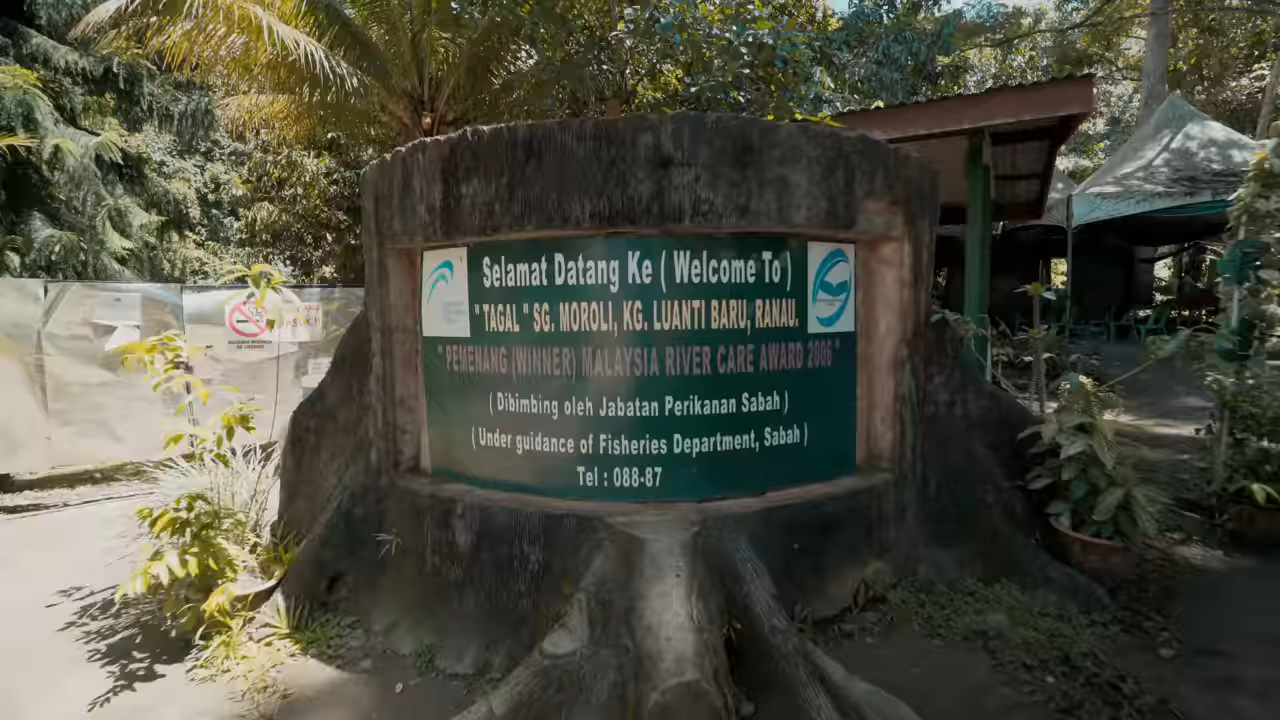 Selamat Datang Ke ( Welcome To )
"TAGAL" SG. MOROLI, KG. LUANTI BARU, RANAU.
"PEMENANG (WINNER) MALAYSIA RIVER CARE AWARD 2006"
( Dibimbing oleh Jabatan Perikanan Sabah )
( Under guidance of Fisheries Department, Sabah )
Tel : 088-87